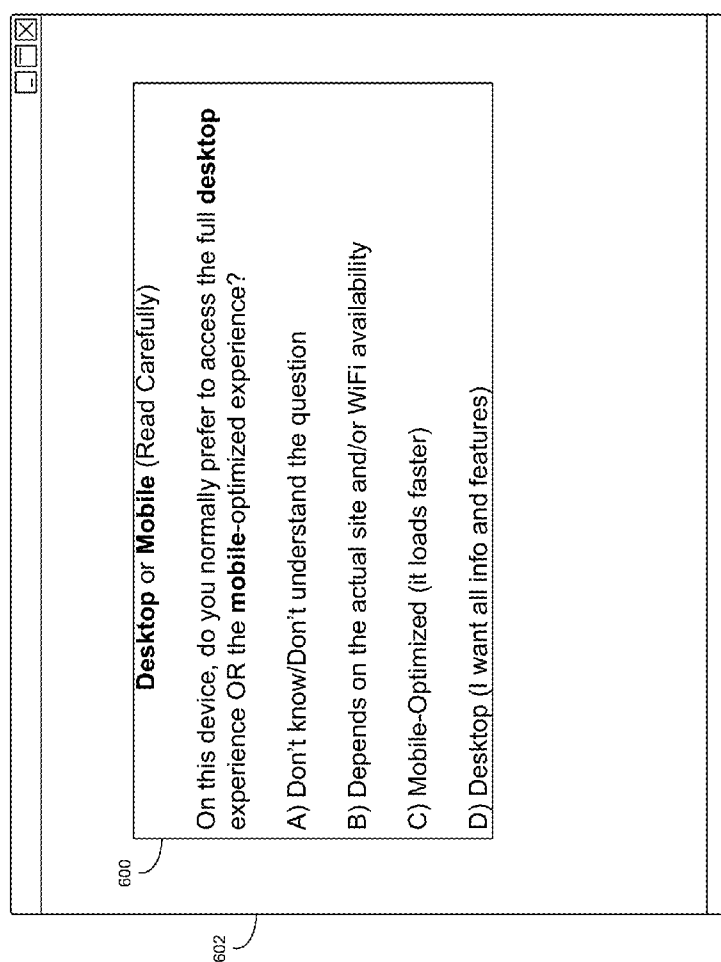 Desktop or Mobile (Read Carefully)
On this device, do you normally prefer to access the full desktop
experience OR the mobile-optimized experience?
A) Don't know/Don't understand the question
B) Depends on the actual site and/or WiFi availability
C) Mobile-Optimized (it loads faster)
D) Desktop (I want all info and features)
600
602